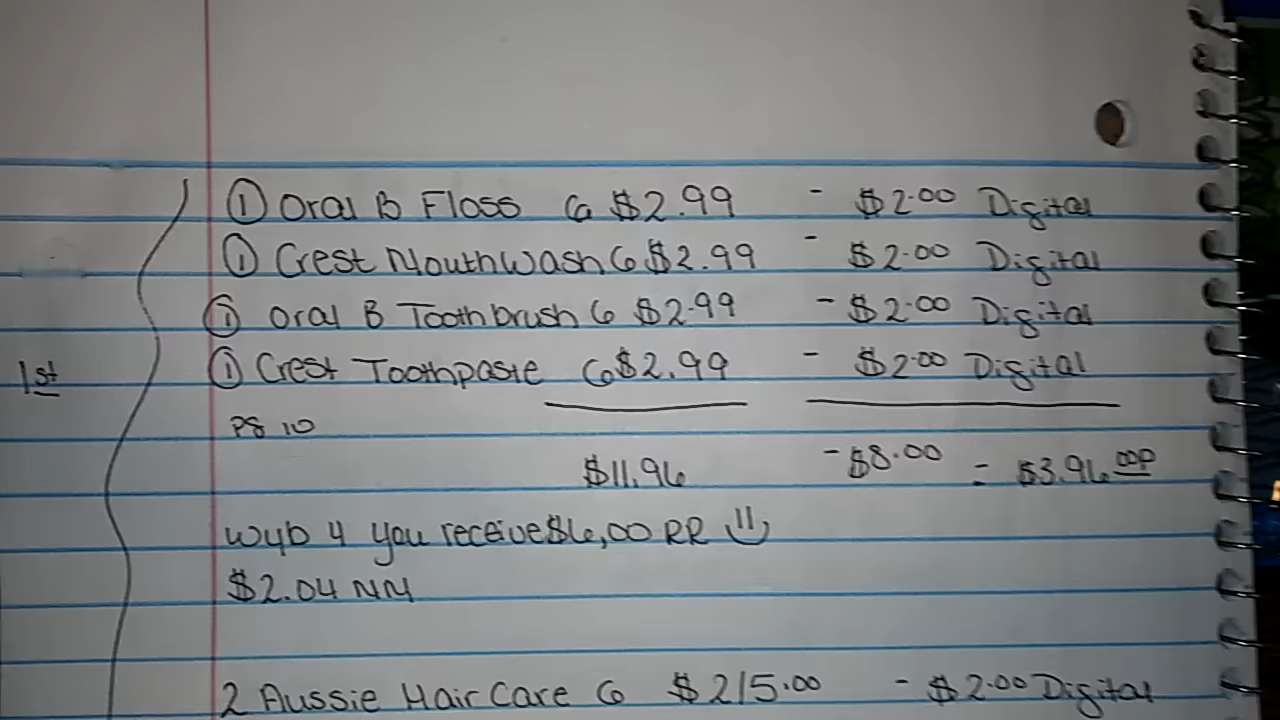 ① Oral B Floss @ $2.99 - $2.00 Digital
① Crest Mouthwash @ $2.99 - $2.00 Digital
① Oral B Toothbrush @ $2.99 - $2.00 Digital
1st ① Crest Toothpaste @ $2.99 - $2.00 Digital
Pg 10
$11.96 - $8.00 = $3.96 OOP
WYB 4 you receive $6.00 RR :)
$2.04 MM
2 Aussie Hair Care @ $2/5.00 - $2.00 Digital